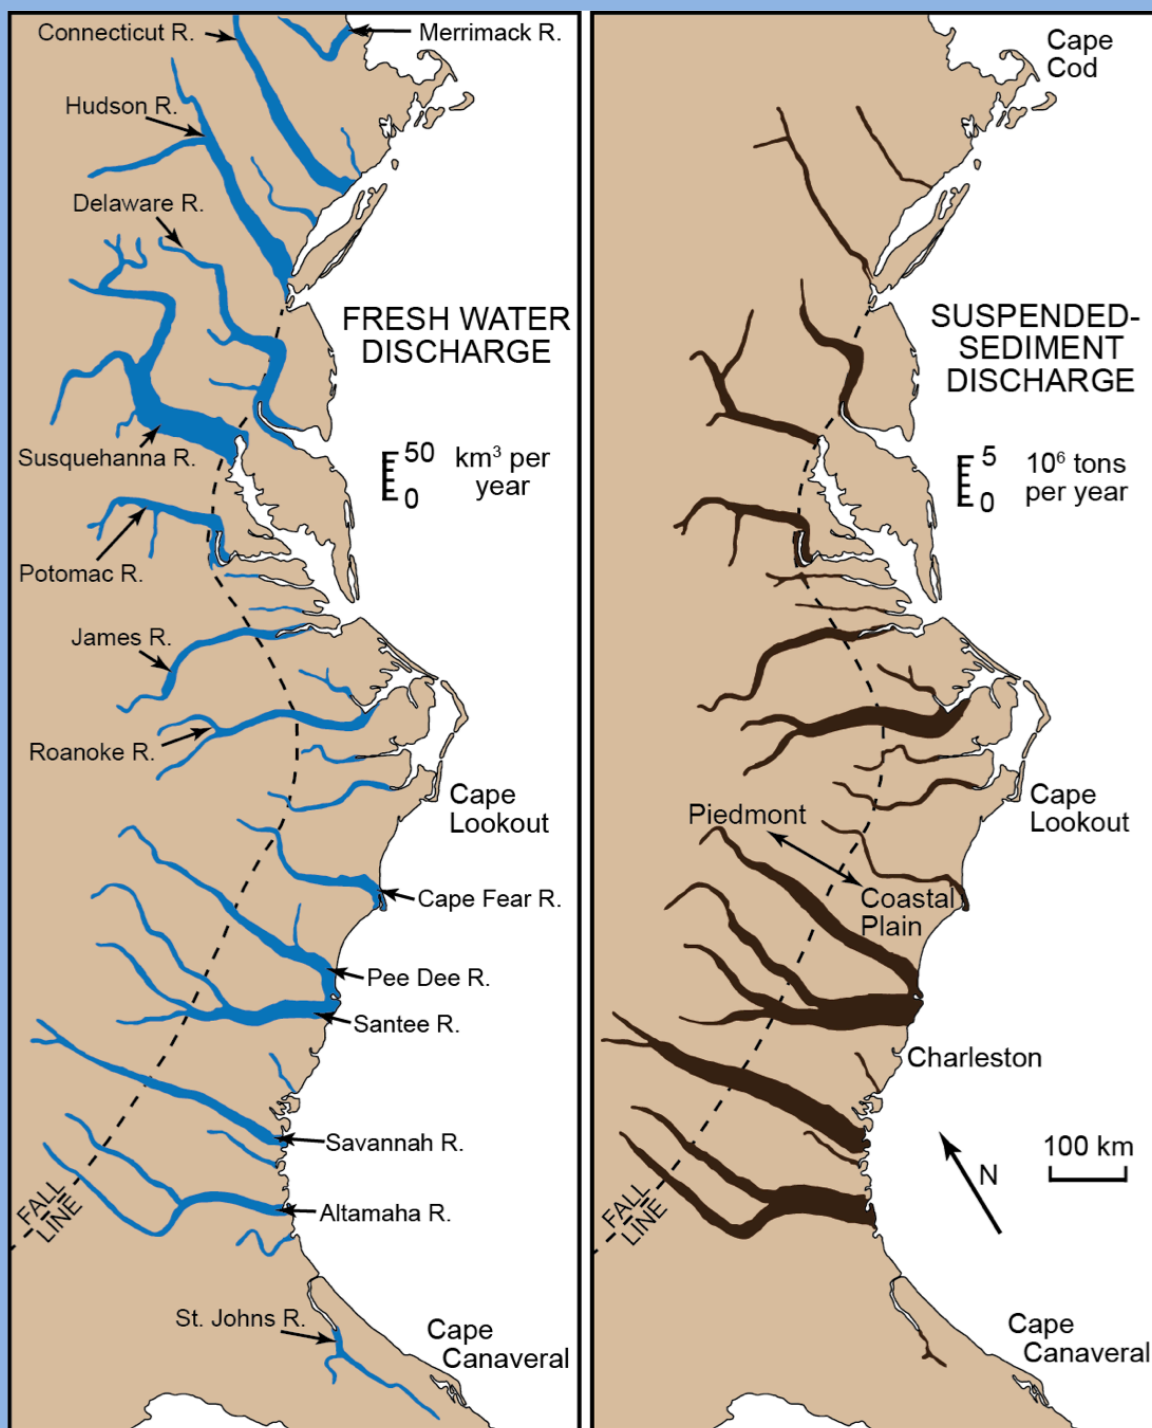 Connecticut R.
Merrimack R.
Hudson R.
Delaware R.
FRESH WATER
DISCHARGE
50 km³ per
year
0
Susquehanna R.
Potomac R.
James R.
Roanoke R.
Cape
Lookout
Cape Fear R.
Pee Dee R.
Santee R.
Savannah R.
Altamaha R.
FALL
LINE
St. Johns R.
Cape
Canaveral
Cape
Cod
SUSPENDED-
SEDIMENT
DISCHARGE
5 10⁶ tons
0 per year
Cape
Lookout
Piedmont
Coastal
Plain
Charleston
100 km
N
FALL
LINE
Cape
Canaveral